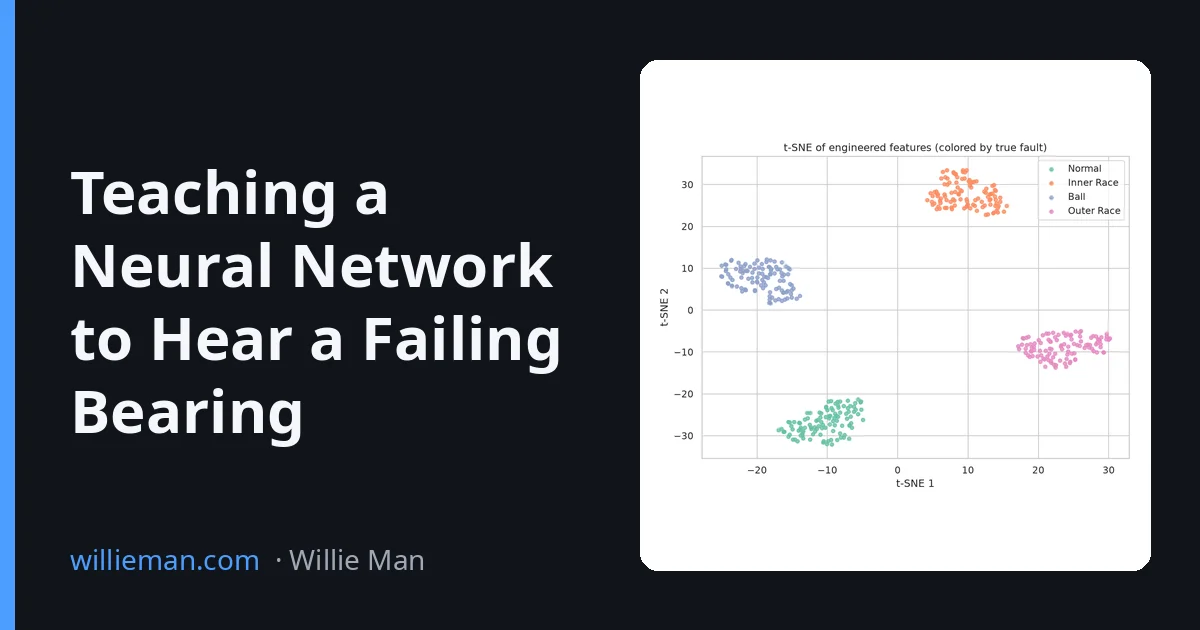 Teaching a
Neural Network
to Hear a Failing
Bearing
willieman.com · Willie Man
t-SNE of engineered features (colored by true fault)
Normal
Inner Race
Ball
Outer Race
t-SNE 2
30
20
10
0
−10
−20
−30
−20 −10 0 10 20 30
t-SNE 1